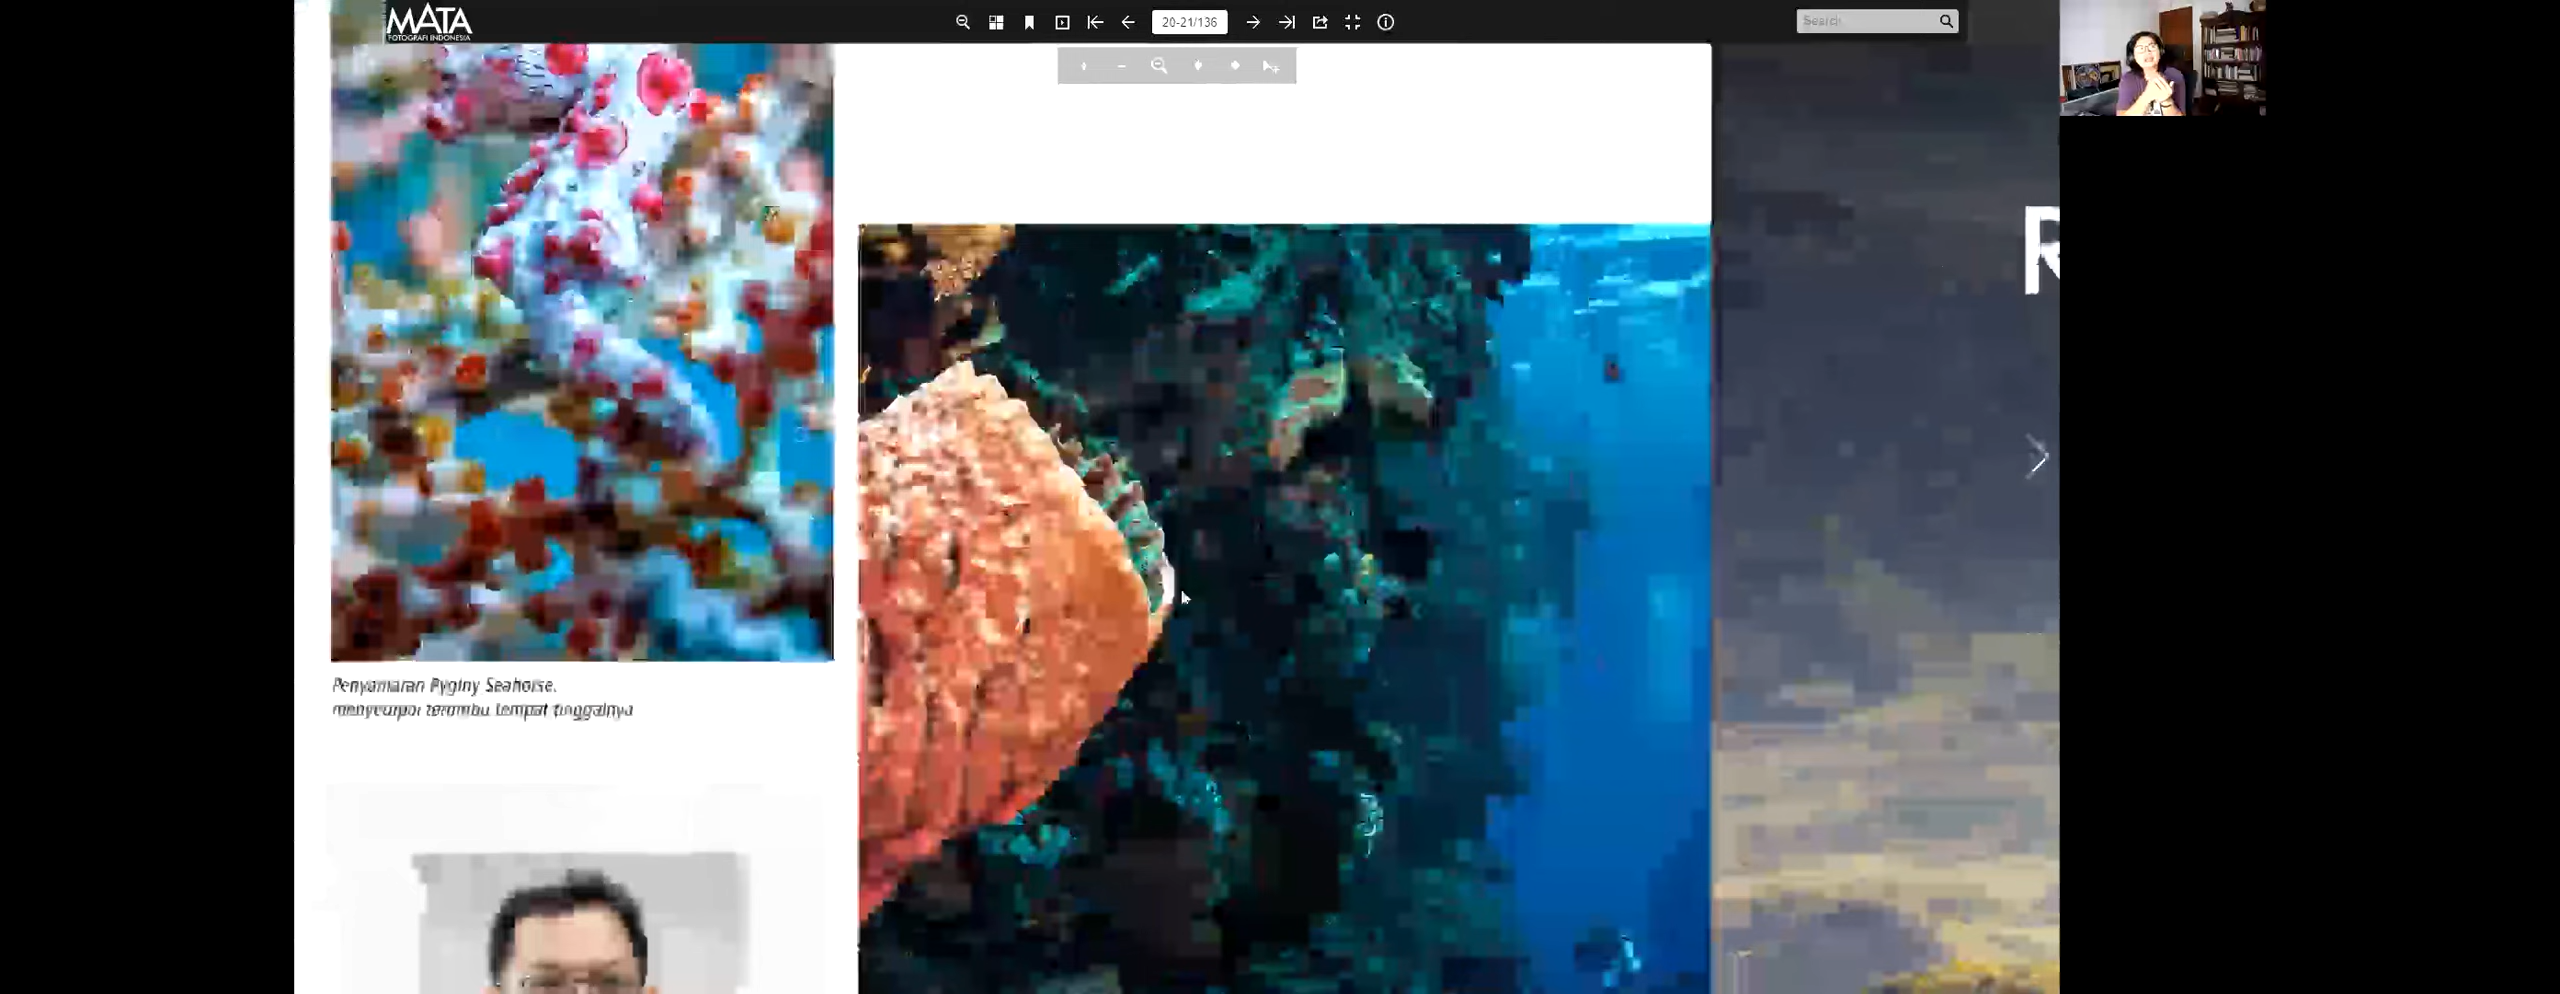 MATA
FOTOGRAFI INDONESIA
20-21/136
Search
R
Penyamaran Pygmy Seahorse.
menyerupai terumbu tempat tinggalnya